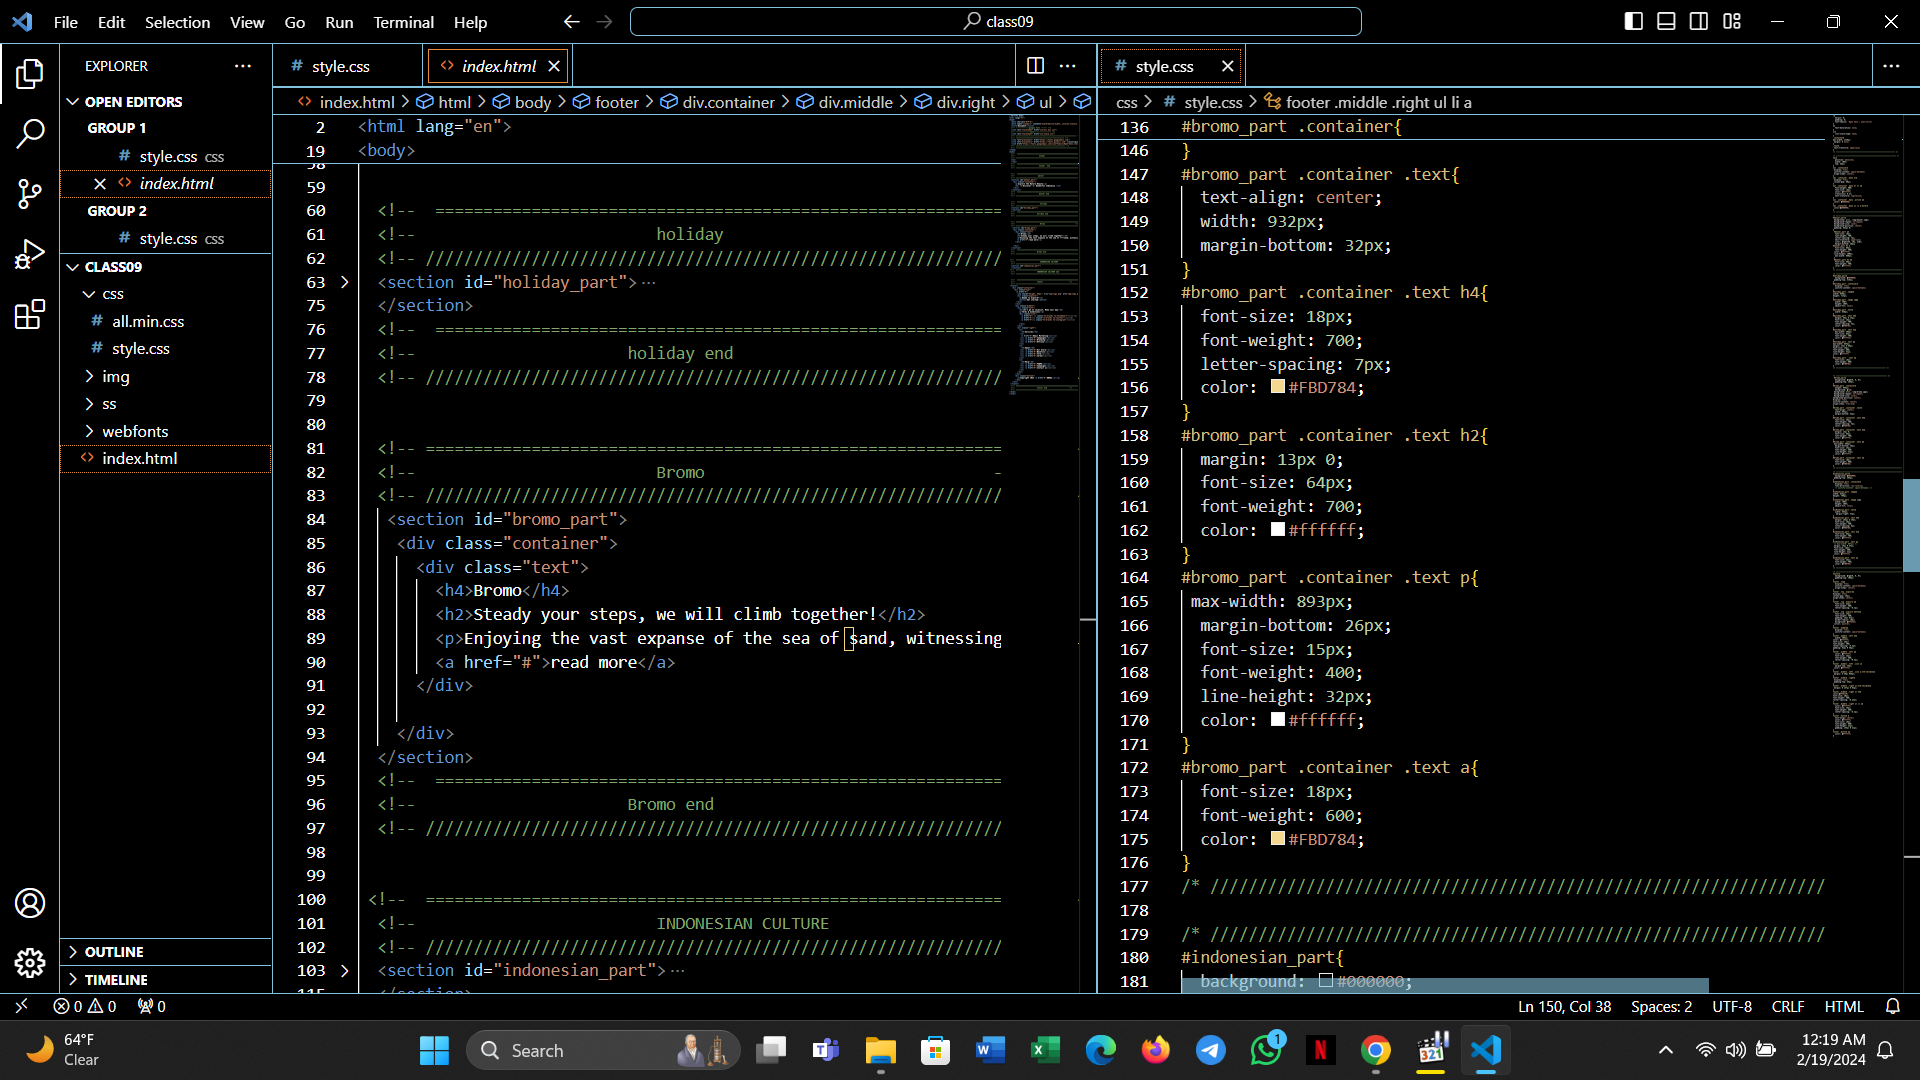 File Edit Selection View Go Run Terminal Help
class09
EXPLORER
OPEN EDITORS
GROUP 1
# style.css css
index.html
GROUP 2
# style.css css
CLASS09
css
# all.min.css
# style.css
img
ss
webfonts
index.html
OUTLINE
TIMELINE
# style.css
<> index.html
<> index.html > html > body > footer > div.container > div.middle > div.right > ul >
2 <html lang="en">
19 <body>
58
59
60 <!-- ============================================================
61 <!-- holiday
62 <!-- ////////////////////////////////////////////////////////////
63 <section id="holiday_part">⋯
75 </section>
76 <!-- ============================================================
77 <!-- holiday end
78 <!-- ////////////////////////////////////////////////////////////
79
80
81 <!-- ============================================================
82 <!-- Bromo -
83 <!-- ////////////////////////////////////////////////////////////
84 <section id="bromo_part">
85 <div class="container">
86 <div class="text">
87 <h4>Bromo</h4>
88 <h2>Steady your steps, we will climb together!</h2>
89 <p>Enjoying the vast expanse of the sea of sand, witnessing
90 <a href="#">read more</a>
91 </div>
92
93 </div>
94 </section>
95 <!-- ============================================================
96 <!-- Bromo end
97 <!-- ////////////////////////////////////////////////////////////
98
99
100 <!-- ============================================================
101 <!-- INDONESIAN CULTURE
102 <!-- ////////////////////////////////////////////////////////////
103 <section id="indonesian_part">⋯
115 </section>
# style.css
css > # style.css > footer .middle .right ul li a
136 #bromo_part .container{
146 }
147 #bromo_part .container .text{
148 text-align: center;
149 width: 932px;
150 margin-bottom: 32px;
151 }
152 #bromo_part .container .text h4{
153 font-size: 18px;
154 font-weight: 700;
155 letter-spacing: 7px;
156 color: #FBD784;
157 }
158 #bromo_part .container .text h2{
159 margin: 13px 0;
160 font-size: 64px;
161 font-weight: 700;
162 color: #ffffff;
163 }
164 #bromo_part .container .text p{
165 max-width: 893px;
166 margin-bottom: 26px;
167 font-size: 15px;
168 font-weight: 400;
169 line-height: 32px;
170 color: #ffffff;
171 }
172 #bromo_part .container .text a{
173 font-size: 18px;
174 font-weight: 600;
175 color: #FBD784;
176 }
177 /* ////////////////////////////////////////////////////////////////
178
179 /* ////////////////////////////////////////////////////////////////
180 #indonesian_part{
181 background: #000000;
0 0 0
Ln 150, Col 38 Spaces: 2 UTF-8 CRLF HTML
64°F
Clear
Search
1
321
12:19 AM
2/19/2024